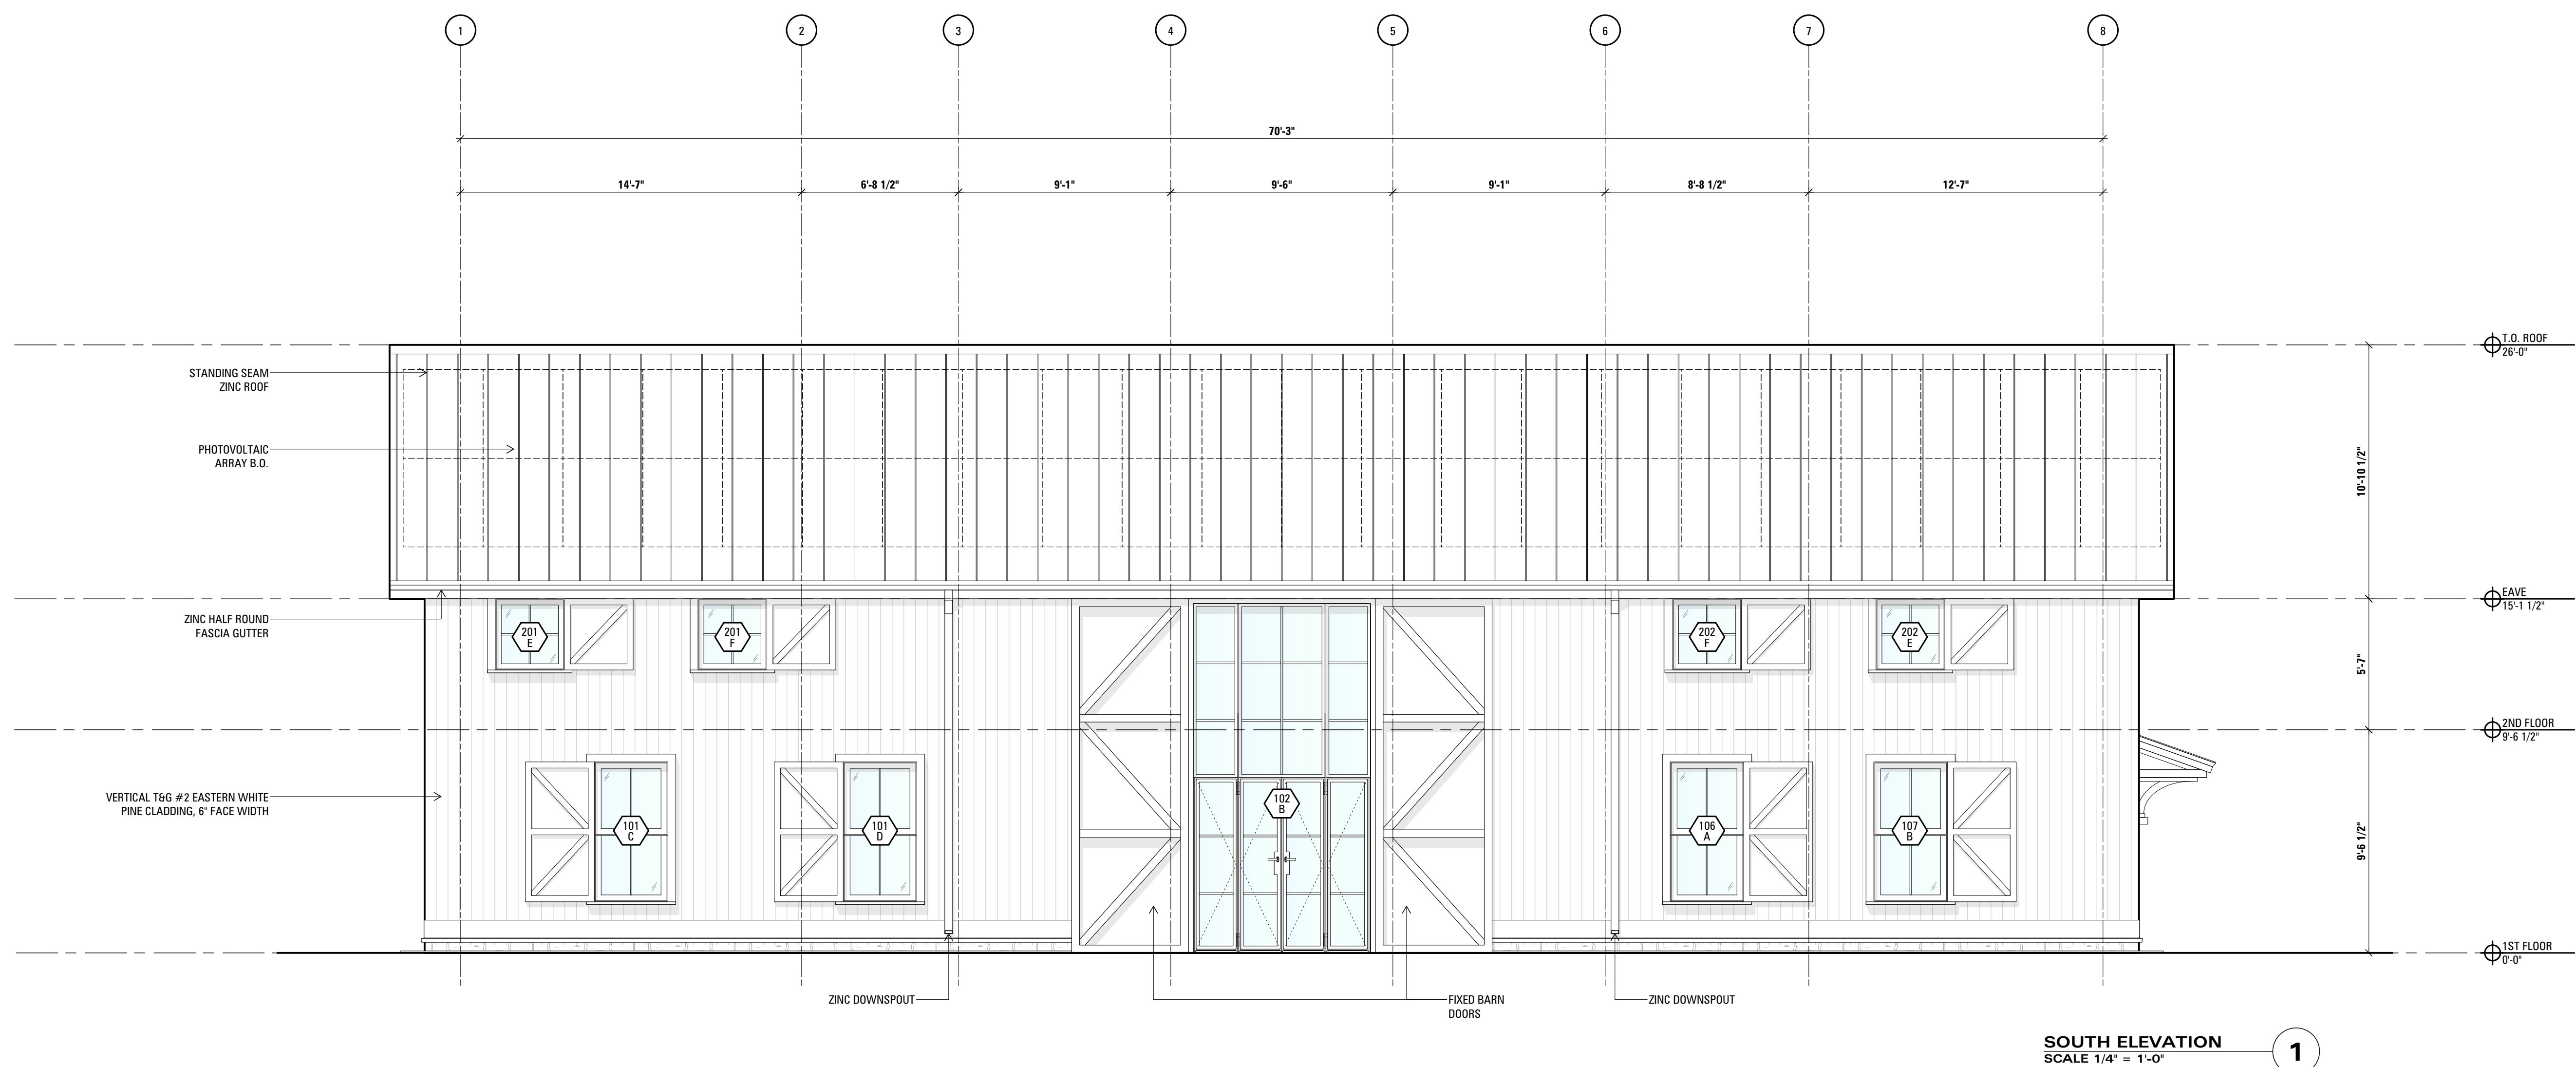 1
2
3
4
5
6
7
8
70'-3"
14'-7"
6'-8 1/2"
9'-1"
9'-6"
9'-1"
8'-8 1/2"
12'-7"
T.O. ROOF
26'-0"
STANDING SEAM
ZINC ROOF
PHOTOVOLTAIC
ARRAY B.O.
10'-10 1/2"
EAVE
15'-1 1/2"
ZINC HALF ROUND
FASCIA GUTTER
201
E
201
F
202
F
202
E
5'-7"
2ND FLOOR
9'-6 1/2"
VERTICAL T&G #2 EASTERN WHITE
PINE CLADDING, 6" FACE WIDTH
101
C
101
D
102
B
106
A
107
B
9'-6 1/2"
1ST FLOOR
0'-0"
ZINC DOWNSPOUT
FIXED BARN
DOORS
ZINC DOWNSPOUT
SOUTH ELEVATION
SCALE 1/4" = 1'-0"
1